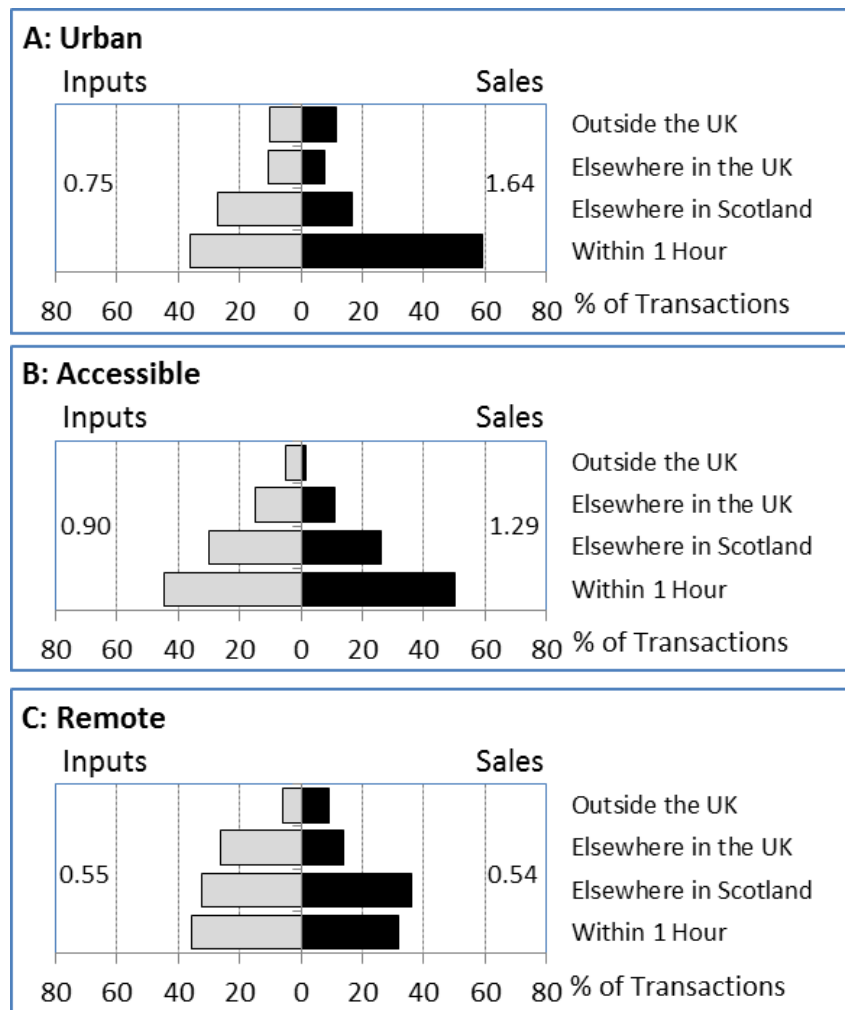 A: Urban
Inputs Sales
Outside the UK
Elsewhere in the UK
0.75 1.64
Elsewhere in Scotland
Within 1 Hour
80 60 40 20 0 20 40 60 80 % of Transactions
B: Accessible
Inputs Sales
Outside the UK
Elsewhere in the UK
0.90 1.29
Elsewhere in Scotland
Within 1 Hour
80 60 40 20 0 20 40 60 80
% of Transactions
C: Remote
Inputs Sales
Outside the UK
Elsewhere in the UK
0.55 0.54
Elsewhere in Scotland
Within 1 Hour
80 60 40 20 0 20 40 60 80 % of Transactions